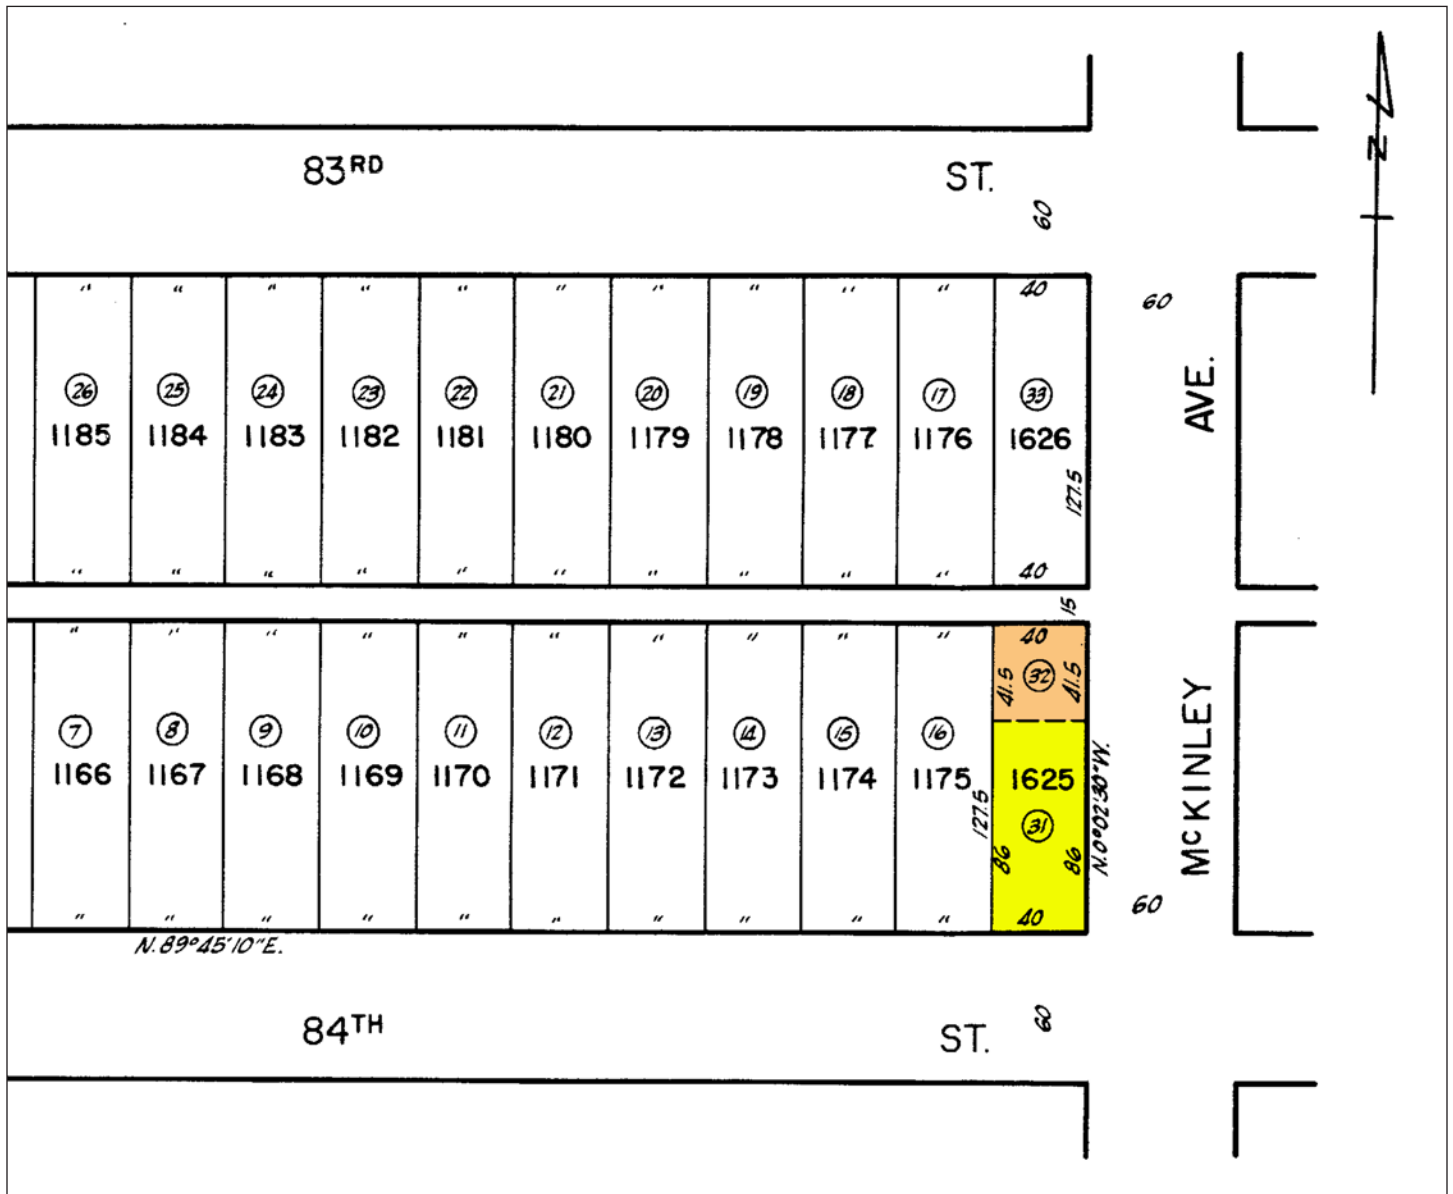 83RD ST.
60
N
" " " " " " " " " " 40
60
26 25 24 23 22 21 20 19 18 17 33
1185 1184 1183 1182 1181 1180 1179 1178 1177 1176 1626
AVE.
127.5
" " " " " " " " " " 40
15
" " " " " " " " " " 40
41.5 32 41.5
7 8 9 10 11 12 13 14 15 16
1166 1167 1168 1169 1170 1171 1172 1173 1174 1175 1625
McKINLEY
127.5
31
N.0°02'30"W.
86 86
" " " " " " " " " " 40
60
N.89°45'10"E.
84TH ST.
60